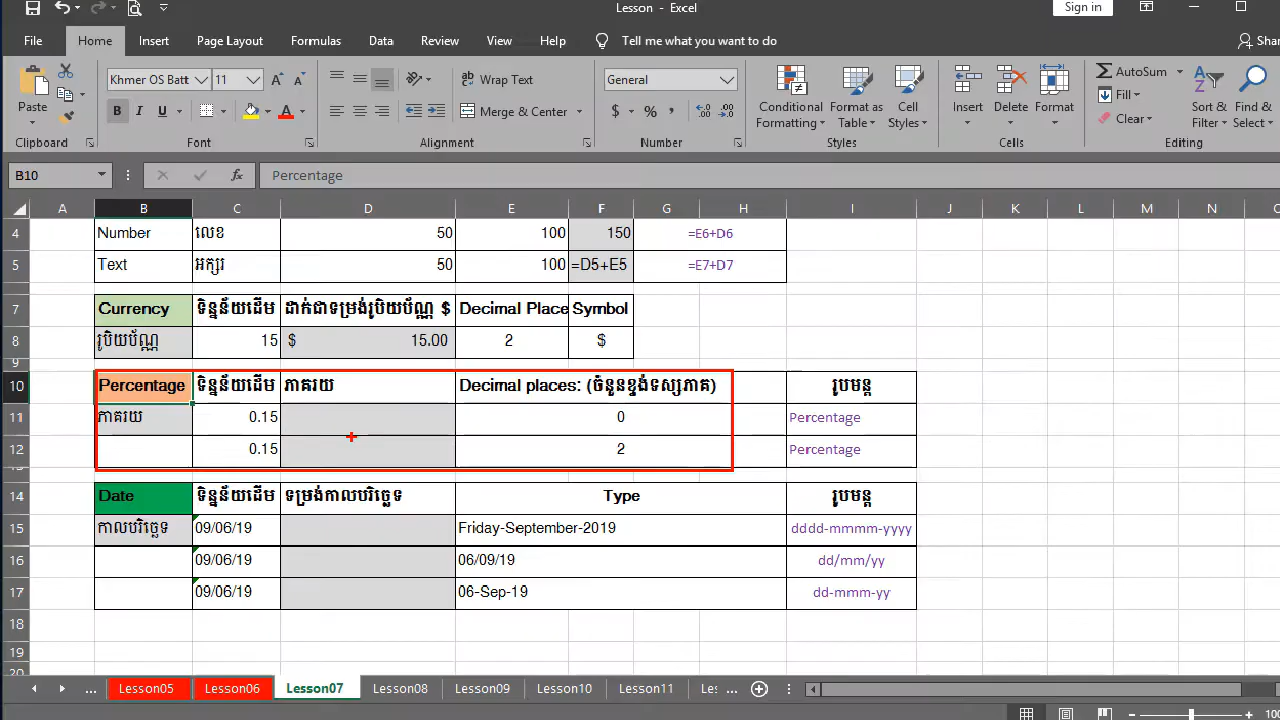 Lesson - Excel
Sign in
File Home Insert Page Layout Formulas Data Review View Help Tell me what you want to do Shar
Paste
Khmer OS Batt 11
B I U
Wrap Text
Merge & Center
General
$ %
Conditional Formatting
Format as Table
Cell Styles
Insert Delete Format
AutoSum
Fill
Clear
Sort & Filter
Find & Select
Clipboard Font Alignment Number Styles Cells Editing
B10 fx Percentage
A B C D E F G H I J K L M N
4 Number លេខ 50 100 150 =E6+D6
5 Text អក្សរ 50 100 =D5+E5 =E7+D7
7 Currency ទិន្នន័យដើម ដាក់ជាទម្រង់រូបិយប័ណ្ណ $ Decimal Place Symbol
8 រូបិយប័ណ្ណ 15 $ 15.00 2 $
9
10 Percentage ទិន្នន័យដើម ភាគរយ Decimal places: (ចំនួនខ្ទង់ទស្សភាគ) រូបមន្ត
11 ភាគរយ 0.15 0 Percentage
12 0.15 2 Percentage
14 Date ទិន្នន័យដើម ទម្រង់កាលបរិច្ឆេទ Type រូបមន្ត
15 កាលបរិច្ឆេទ 09/06/19 Friday-September-2019 dddd-mmmm-yyyy
16 09/06/19 06/09/19 dd/mm/yy
17 09/06/19 06-Sep-19 dd-mmm-yy
18
19
20
... Lesson05 Lesson06 Lesson07 Lesson08 Lesson09 Lesson10 Lesson11 Le: ...
100